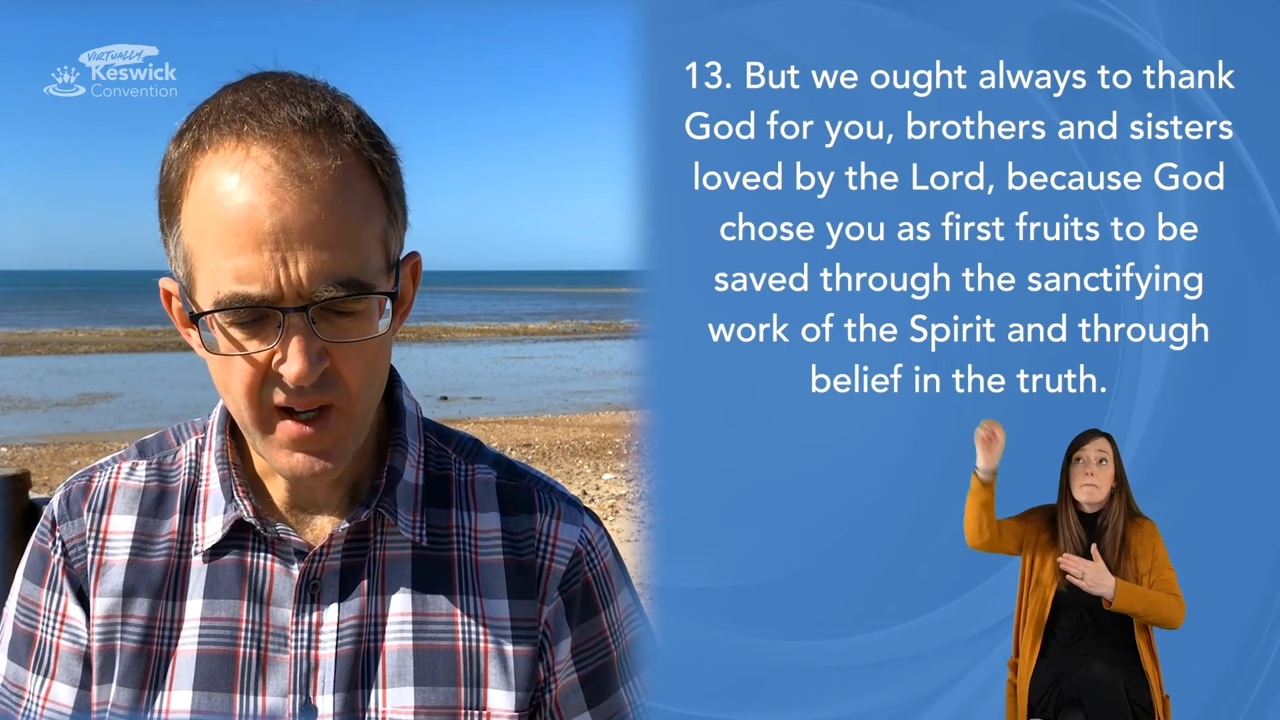 VIRTUALLY
Keswick
Convention
13. But we ought always to thank
God for you, brothers and sisters
loved by the Lord, because God
chose you as first fruits to be
saved through the sanctifying
work of the Spirit and through
belief in the truth.